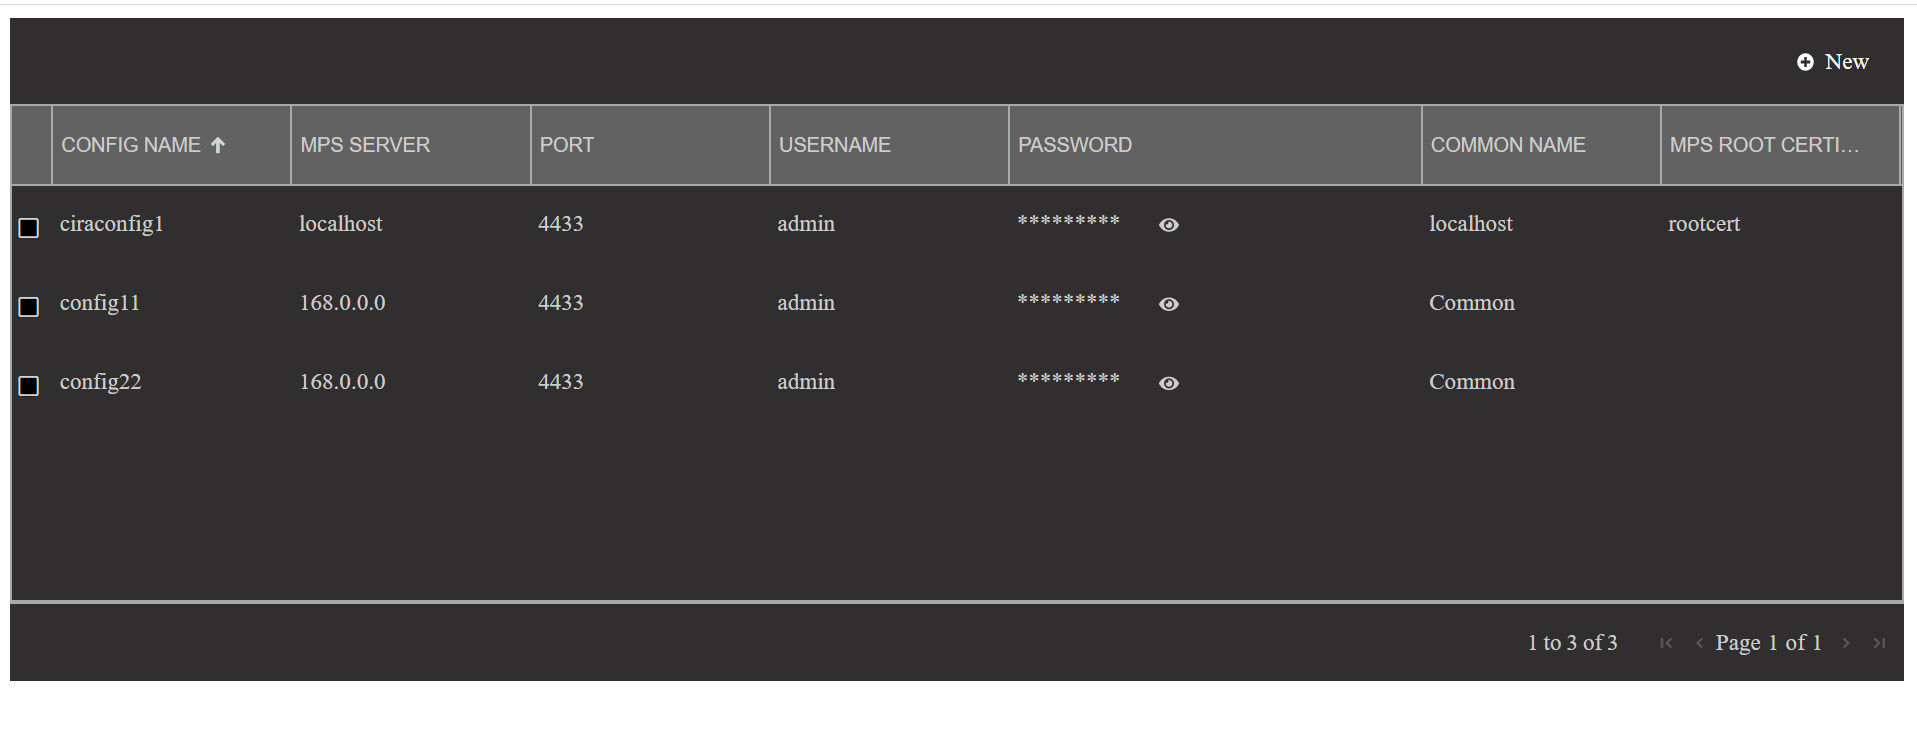 New
CONFIG NAME MPS SERVER PORT USERNAME PASSWORD COMMON NAME MPS ROOT CERTI...
ciraconfig1 localhost 4433 admin ********* localhost rootcert
config11 168.0.0.0 4433 admin ********* Common
config22 168.0.0.0 4433 admin ********* Common
1 to 3 of 3 Page 1 of 1